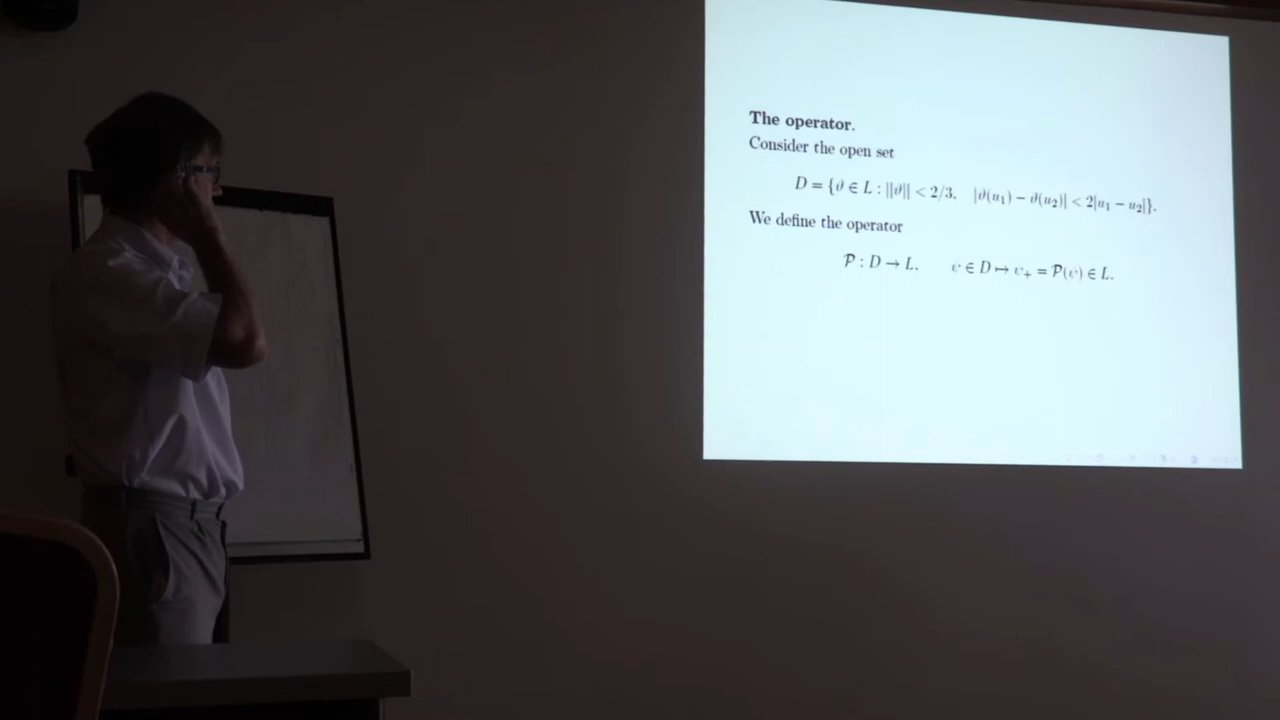 The operator.
Consider the open set
D = {ϑ ∈ L : ||ϑ|| < 2/3, |ϑ(u₁) − ϑ(u₂)| < 2|u₁ − u₂|}.
We define the operator
𝒫 : D → L, v ∈ D ↦ v₊ = 𝒫(v) ∈ L.